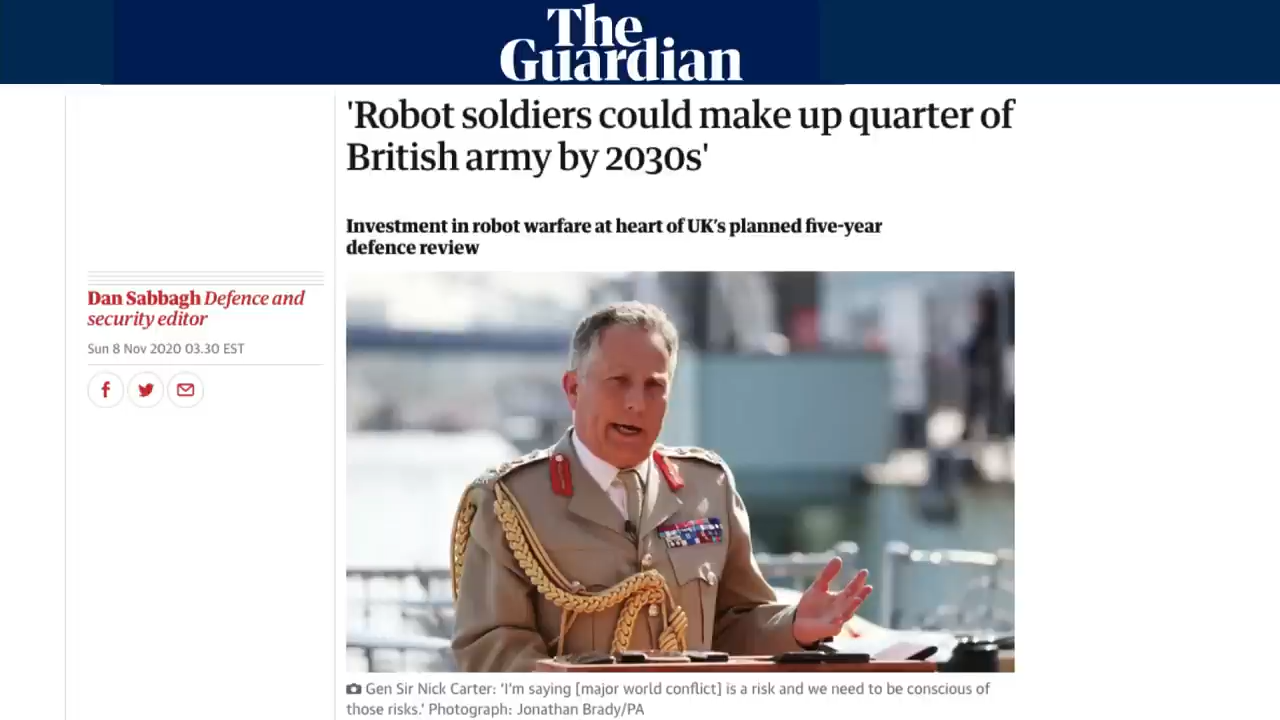 The
Guardian
'Robot soldiers could make up quarter of
British army by 2030s'
Investment in robot warfare at heart of UK’s planned five-year
defence review
Dan Sabbagh Defence and
security editor
Sun 8 Nov 2020 03.30 EST
Gen Sir Nick Carter: ‘I’m saying [major world conflict] is a risk and we need to be conscious of
those risks.’ Photograph: Jonathan Brady/PA